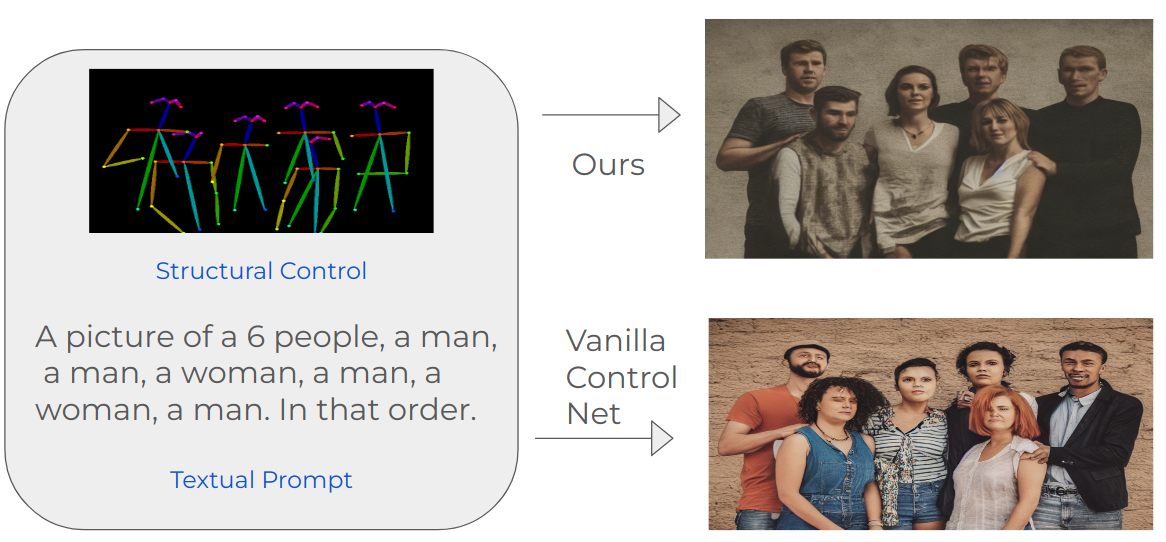 Structural Control
A picture of a 6 people, a man,
a man, a woman, a man, a
woman, a man. In that order.
Textual Prompt
Ours
Vanilla
Control
Net